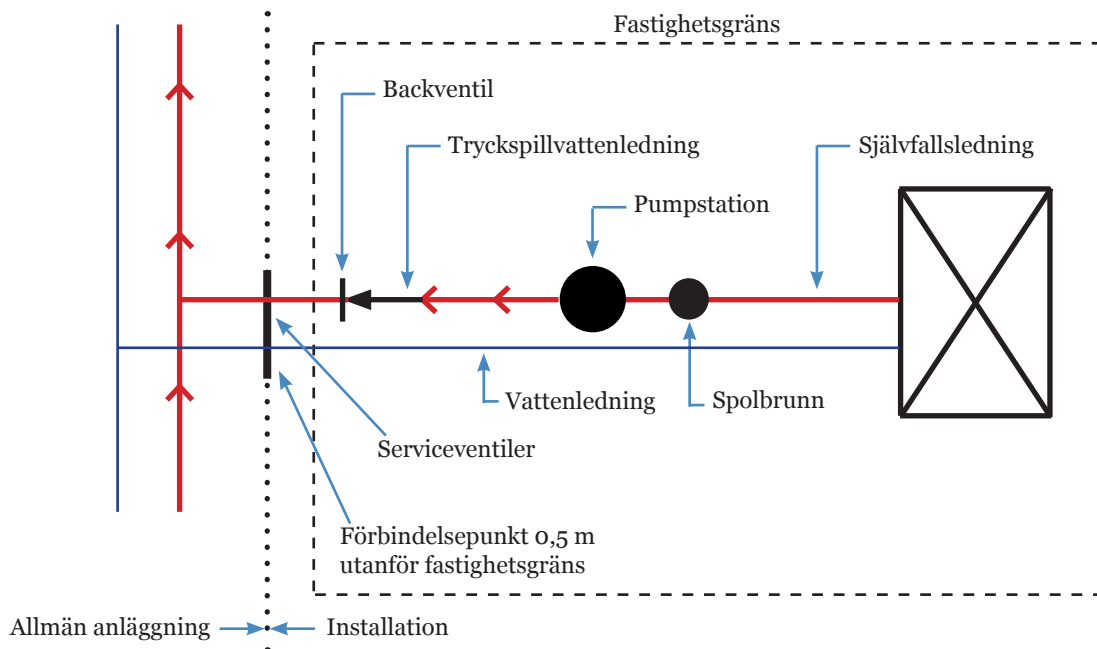 Fastighetsgräns
Backventil
Tryckspillvattenledning
Självfallsledning
Pumpstation
Vattenledning
Spolbrunn
Serviceventiler
Förbindelsepunkt 0,5 m
utanför fastighetsgräns
Allmän anläggning
Installation